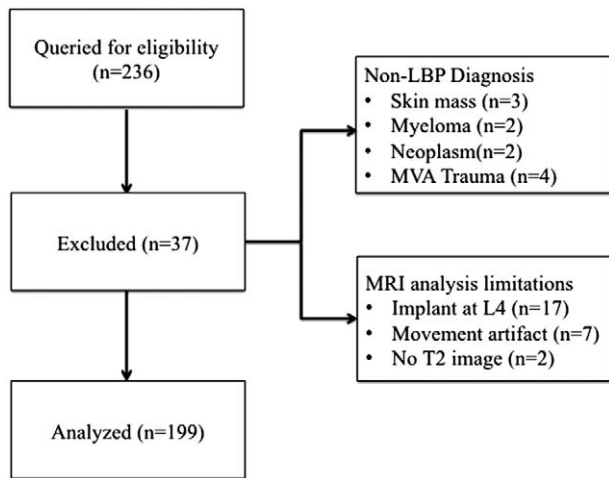 Queried for eligibility
(n=236)
Non-LBP Diagnosis
• Skin mass (n=3)
• Myeloma (n=2)
• Neoplasm(n=2)
• MVA Trauma (n=4)
Excluded (n=37)
MRI analysis limitations
• Implant at L4 (n=17)
• Movement artifact (n=7)
• No T2 image (n=2)
Analyzed (n=199)